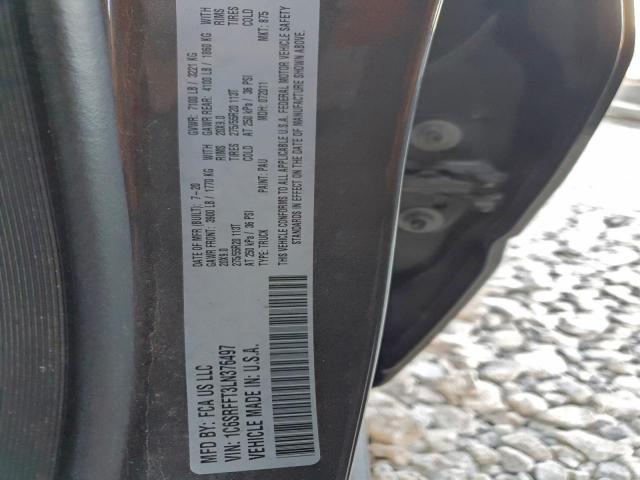 MFD BY: FCA US LLC
DATE OF MFR (BUILT): 7-20
GVWR: 7100 LB / 3221 KG
GAWR FRONT: 3900 LB / 1770 KG WITH
GAWR REAR: 4100 LB / 1860 KG WITH
20X9.0 RIMS
20X9.0 RIMS
275/55R20 113T TIRES
275/55R20 113T TIRES
AT 250 kPa / 36 PSI COLD
AT 250 kPa / 36 PSI COLD
TYPE: TRUCK
PAINT: PAU
MDH: 072011
MKT: 875
VIN: 1C6SRFFT3LN376497
VEHICLE MADE IN: U.S.A.
THIS VEHICLE CONFORMS TO ALL APPLICABLE U.S.A. FEDERAL MOTOR VEHICLE SAFETY
STANDARDS IN EFFECT ON THE DATE OF MANUFACTURE SHOWN ABOVE.